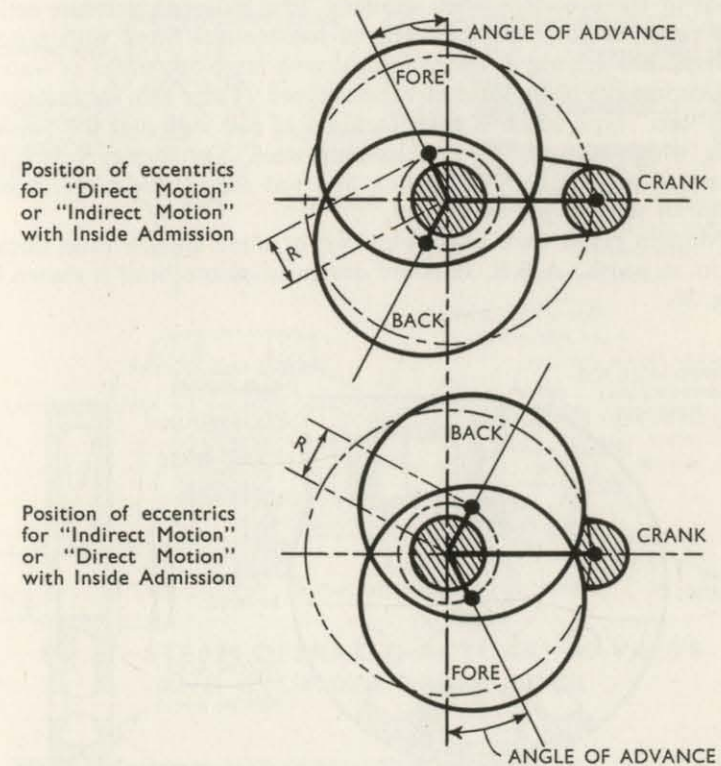 ANGLE OF ADVANCE
FORE
Position of eccentrics
for "Direct Motion"
or "Indirect Motion"
with Inside Admission
CRANK
R
BACK
BACK
R
Position of eccentrics
for "Indirect Motion"
or "Direct Motion"
with Inside Admission
CRANK
FORE
ANGLE OF ADVANCE